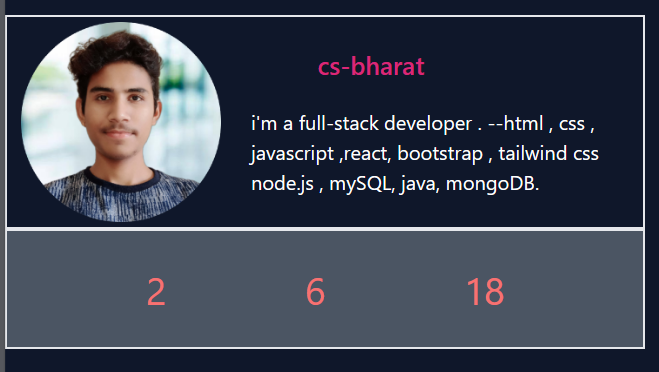 cs-bharat
i'm a full-stack developer . --html , css ,
javascript ,react, bootstrap , tailwind css
node.js , mySQL, java, mongoDB.
2 6 18